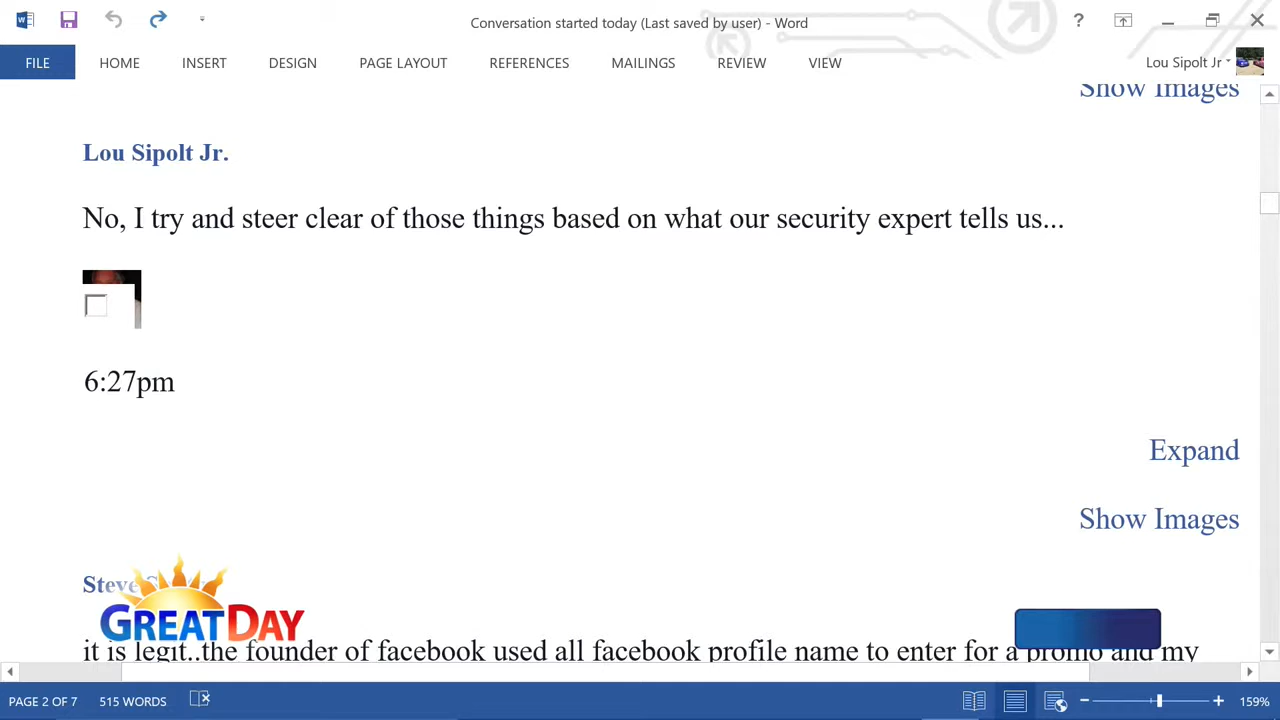 Conversation started today (Last saved by user) - Word
?
FILE HOME INSERT DESIGN PAGE LAYOUT REFERENCES MAILINGS REVIEW VIEW Lou Sipolt Jr
Show Images
Lou Sipolt Jr.
No, I try and steer clear of those things based on what our security expert tells us...
6:27pm
Expand
Show Images
Steve
GREATDAY
it is legit..the founder of facebook used all facebook profile name to enter for a promo and my
PAGE 2 OF 7 515 WORDS 159%